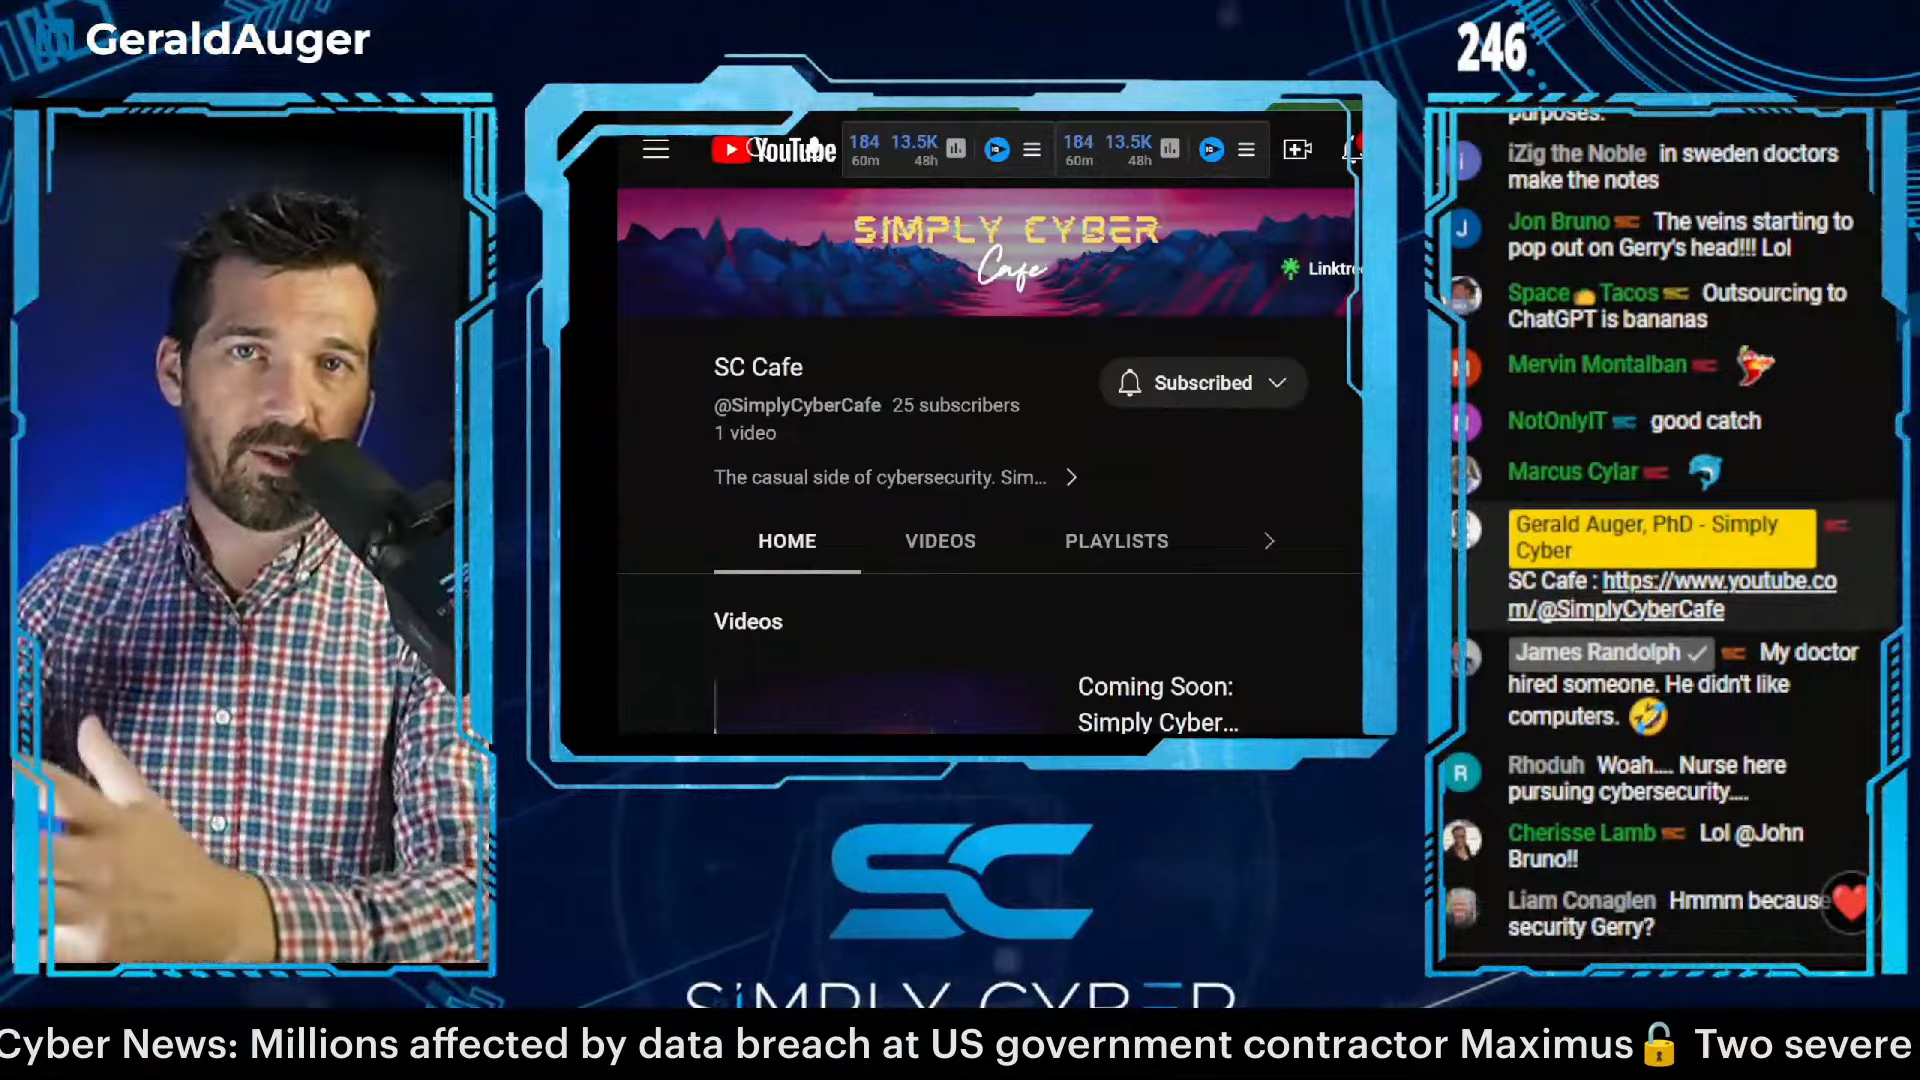 GeraldAuger
246
YouTube
184 13.5K
60m 48h
184 13.5K
60m 48h
SIMPLY CYBER
Cafe
Linktre
SC Cafe
@SimplyCyberCafe 25 subscribers
1 video
Subscribed
The casual side of cybersecurity. Sim...
HOME VIDEOS PLAYLISTS
Videos
Coming Soon:
Simply Cyber...
SC
SIMPLY CYBER
purposes.
iZig the Noble in sweden doctors
make the notes
Jon Bruno The veins starting to
pop out on Gerry's head!!! Lol
Space 🌮 Tacos Outsourcing to
ChatGPT is bananas
Mervin Montalban
NotOnlyIT good catch
Marcus Cylar
Gerald Auger, PhD - Simply
Cyber
SC Cafe : https://www.youtube.co
m/@SimplyCyberCafe
James Randolph My doctor
hired someone. He didn't like
computers. 🤣
Rhoduh Woah.... Nurse here
pursuing cybersecurity....
Cherisse Lamb Lol @John
Bruno!!
Liam Conaglen Hmmm because
security Gerry?
Cyber News: Millions affected by data breach at US government contractor Maximus🔓 Two severe